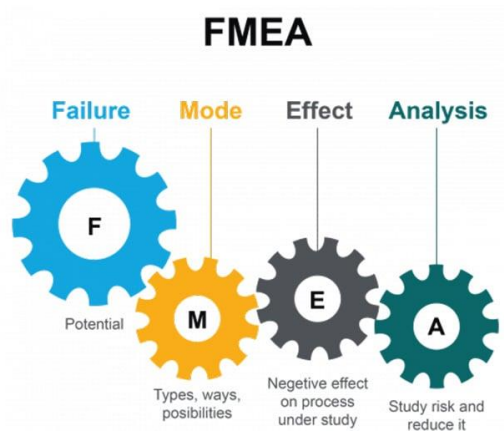 FMEA
Failure
Mode
Effect
Analysis
F
M
E
A
Potential
Types, ways,
posibilities
Negetive effect
on process
under study
Study risk and
reduce it